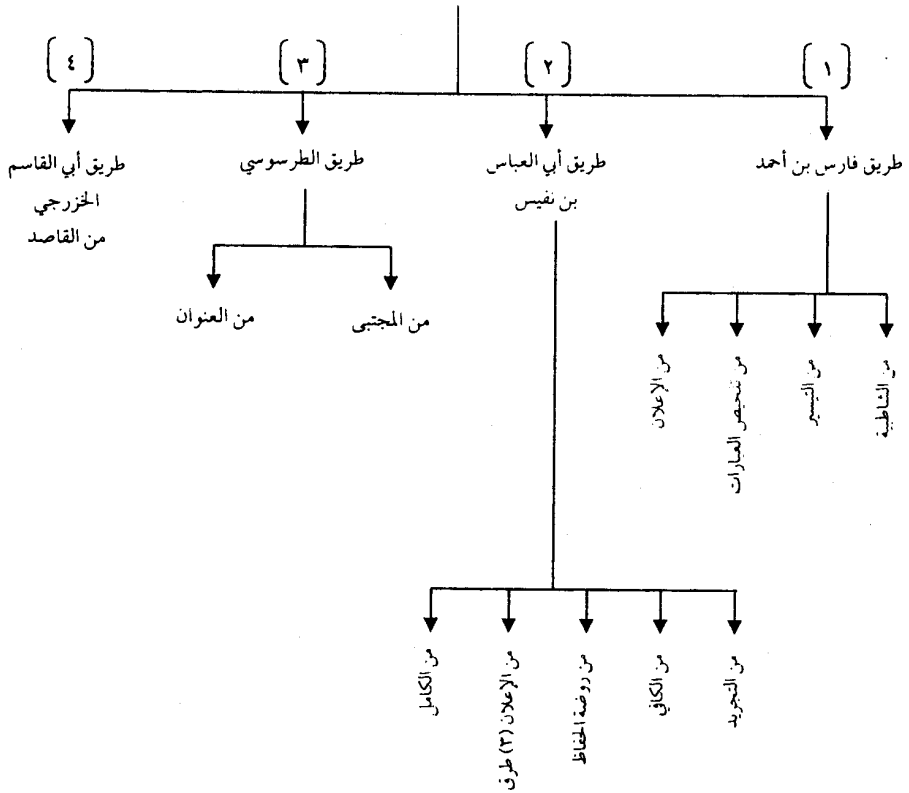 (١)
(٢)
(٣)
(٤)
طريق فارس بن أحمد
طريق أبي العباس
بن نفيس
طريق الطرسوسي
طريق أبي القاسم
الخزرجي
من القاصد
من الشاطبية
من التيسير
من تلخيص العبارات
من الإعلان
من المجتبى
من العنوان
من التجريد
من الكافي
من روضة الحفاظ
من الإعلان (٣) طرق
من الكامل